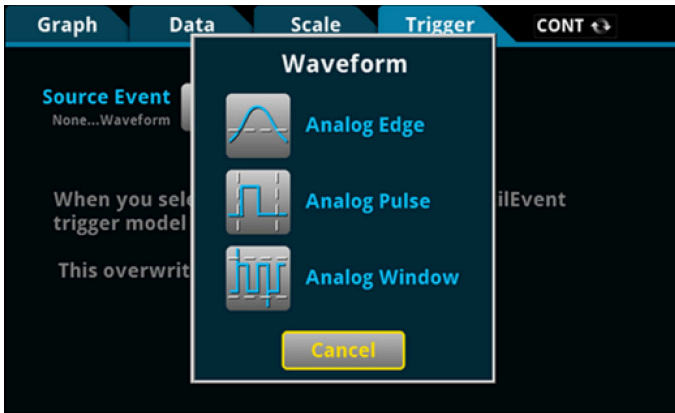 Graph Data Scale Trigger CONT
Waveform
Source Event
None...Waveform
Analog Edge
When you sele
Analog Pulse
ilEvent
trigger model
This overwrit
Analog Window
Cancel